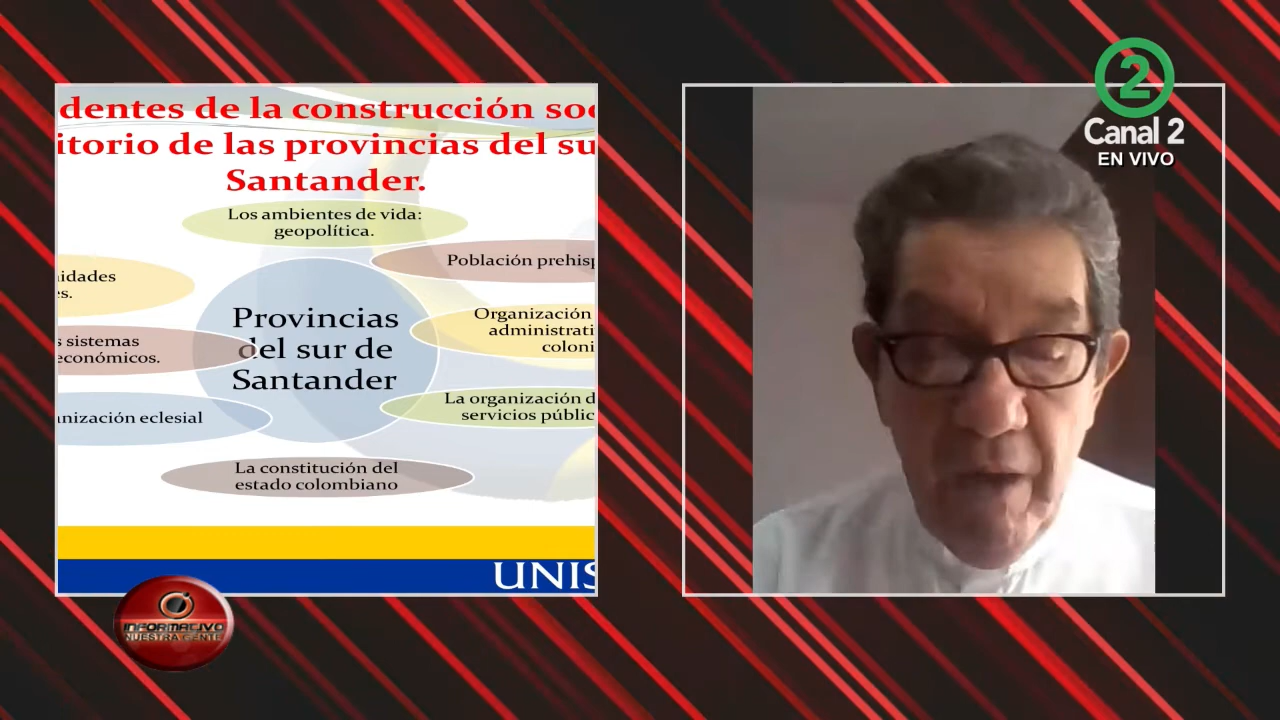 dentes de la construcción soc
itorio de las provincias del su
Santander.
Los ambientes de vida:
geopolítica.
Población prehisp
idades
es.
Organización
administrati
coloni
Provincias
del sur de
Santander
s sistemas
económicos.
La organización d
servicios públic
nización eclesial
La constitución del
estado colombiano
UNIS
INFORMATIVO
NUESTRA GENTE
2
Canal 2
EN VIVO